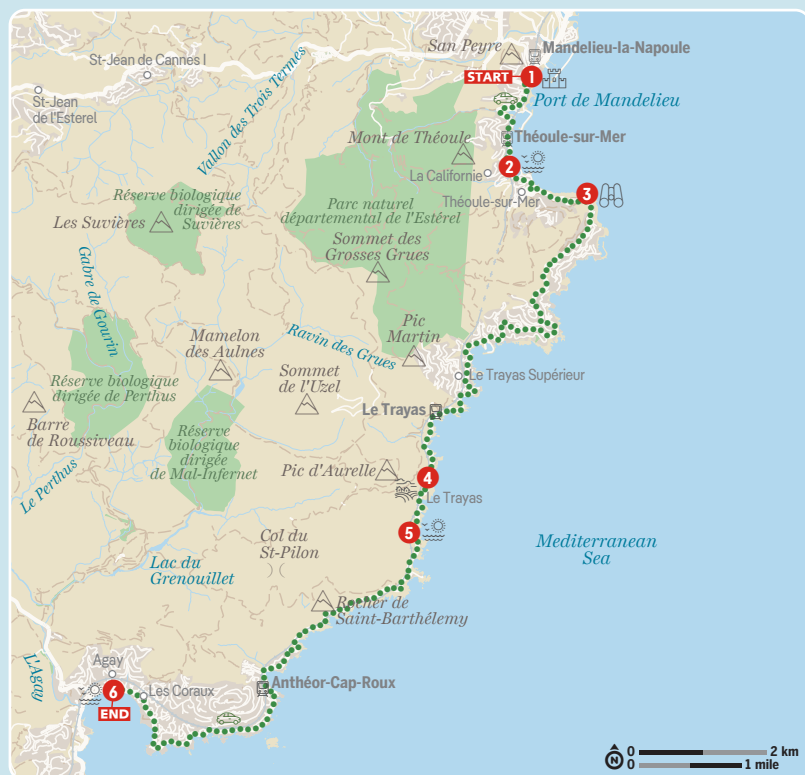 San Peyre
Mandelieu-la-Napoule
St-Jean de Cannes I
START
1
Port de Mandelieu
St-Jean
de l'Esterel
Vallon des Trois Termes
Théoule-sur-Mer
Mont de Théoule
2
La Californie
3
Théoule-sur-Mer
Réserve biologique
dirigée de
Suvières
Parc naturel
départemental de l'Estérel
Les Suvières
Sommet des
Grosses Grues
Gabre de Gourin
Ravin des Grues
Pic
Martin
Mamelon
des Aulnes
Sommet
de l'Uzel
Le Trayas Supérieur
Réserve biologique
dirigée de Perthus
Le Trayas
Barre
de Roussiveau
Réserve
biologique
dirigée
de Mal-Infernet
Pic d'Aurelle
4
Le Perthus
Le Trayas
5
Col du
St-Pilon
Mediterranean
Sea
Lac du
Grenouillet
Rocher de
Saint-Barthélemy
L'Agay
Agay
6
Les Coraux
Anthéor-Cap-Roux
END
N
0 2 km
0 1 mile